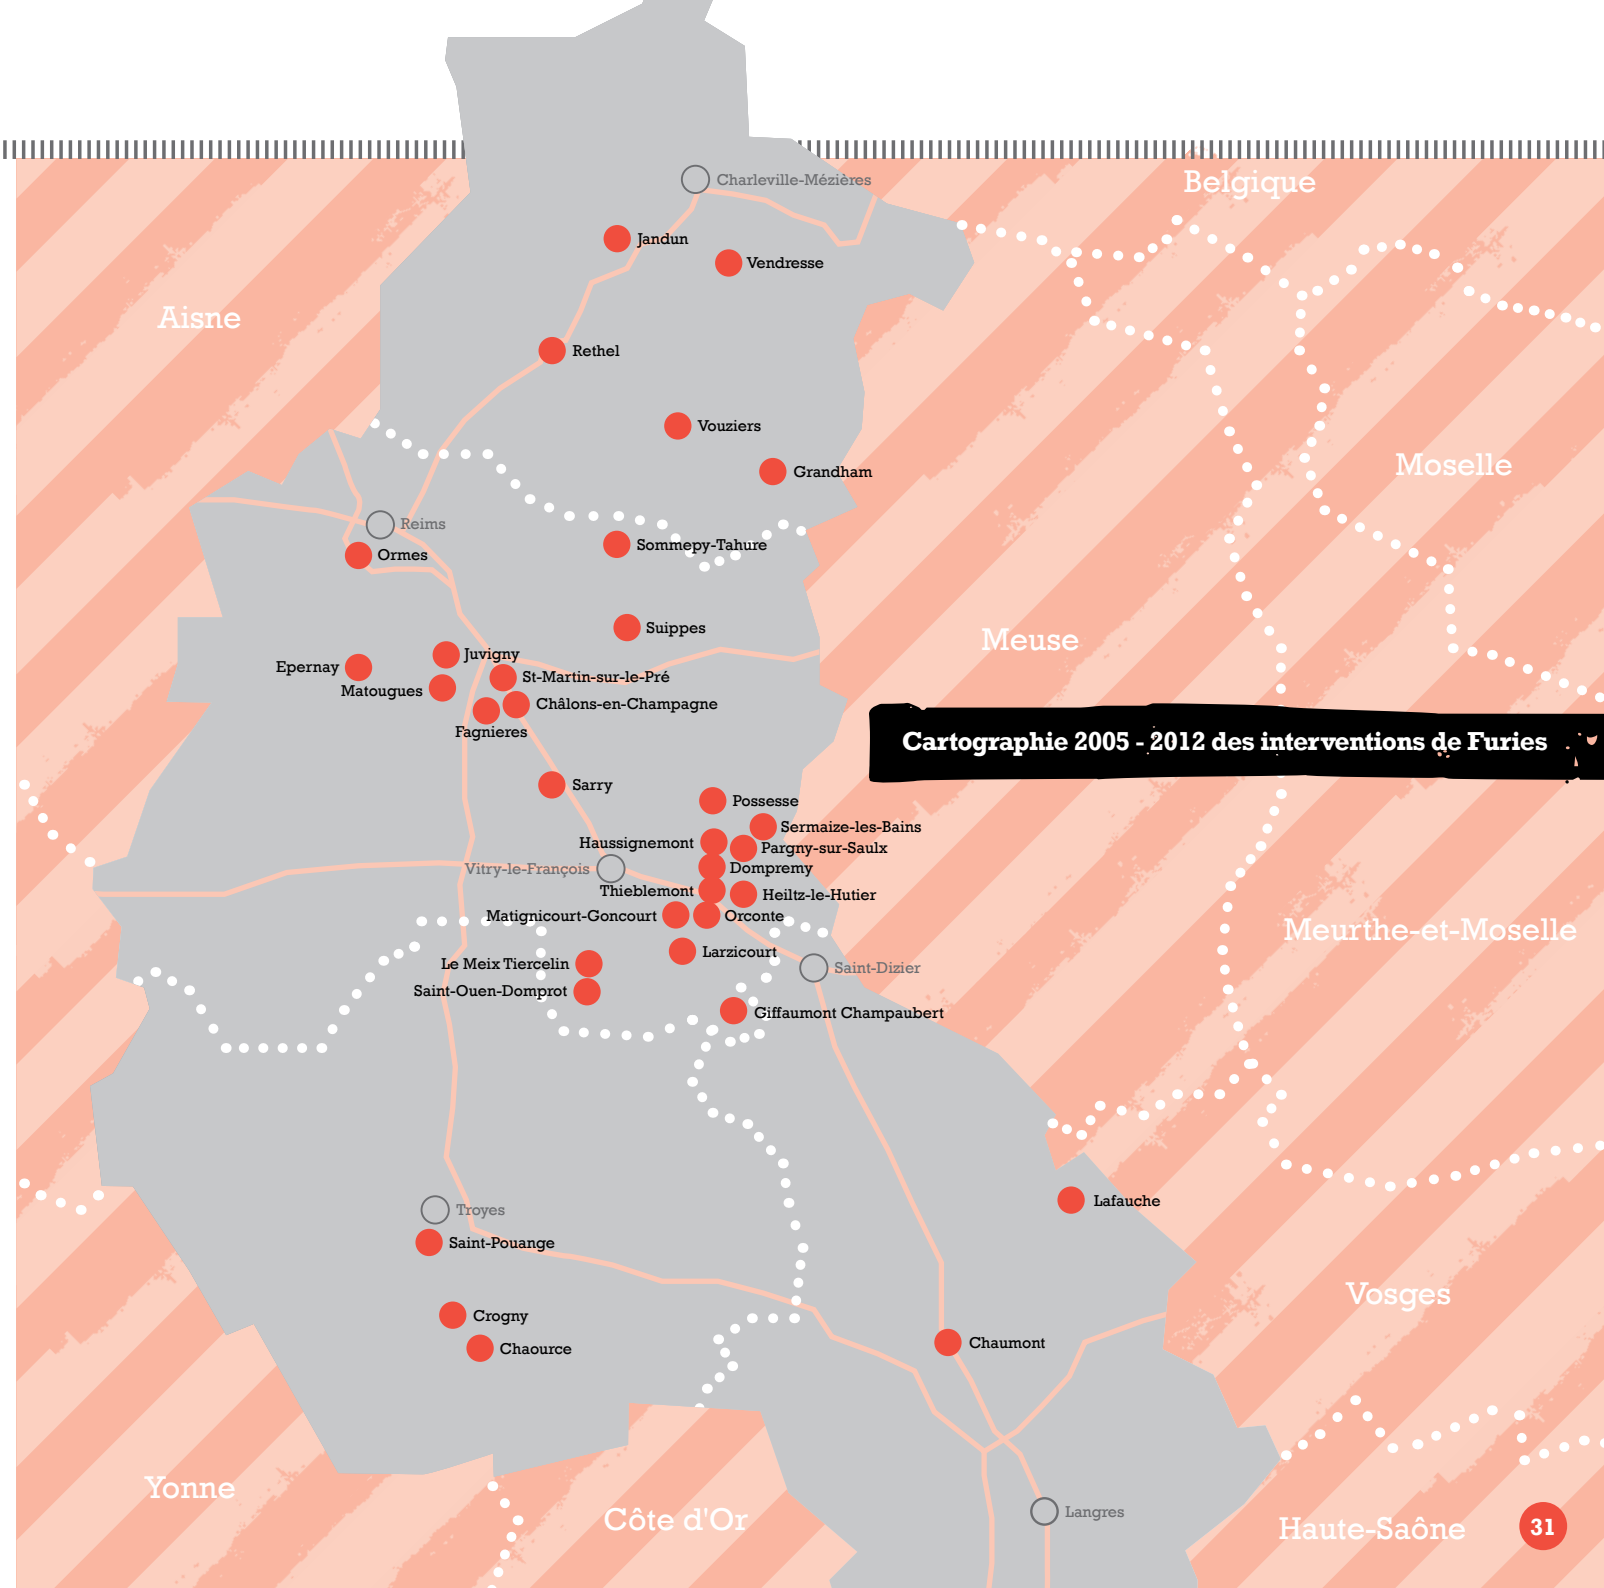 Charleville-Mézières
Belgique
Jandun
Vendresse
Aisne
Rethel
Vouziers
Moselle
Grandham
Reims
Sommepy-Tahure
Ormes
Suippes
Meuse
Juvigny
Epernay
St-Martin-sur-le-Pré
Matougues
Châlons-en-Champagne
Fagnieres
Cartographie 2005 - 2012 des interventions de Furies
Sarry
Possesse
Sermaize-les-Bains
Haussignemont
Pargny-sur-Saulx
Vitry-le-François
Dompremy
Thieblemont
Heiltz-le-Hutier
Matignicourt-Goncourt
Orconte
Meurthe-et-Moselle
Larzicourt
Le Meix Tiercelin
Saint-Dizier
Saint-Ouen-Domprot
Giffaumont Champaubert
Lafauche
Troyes
Saint-Pouange
Vosges
Crogny
Chaumont
Chaource
Yonne
Langres
Côte d'Or
Haute-Saône
31